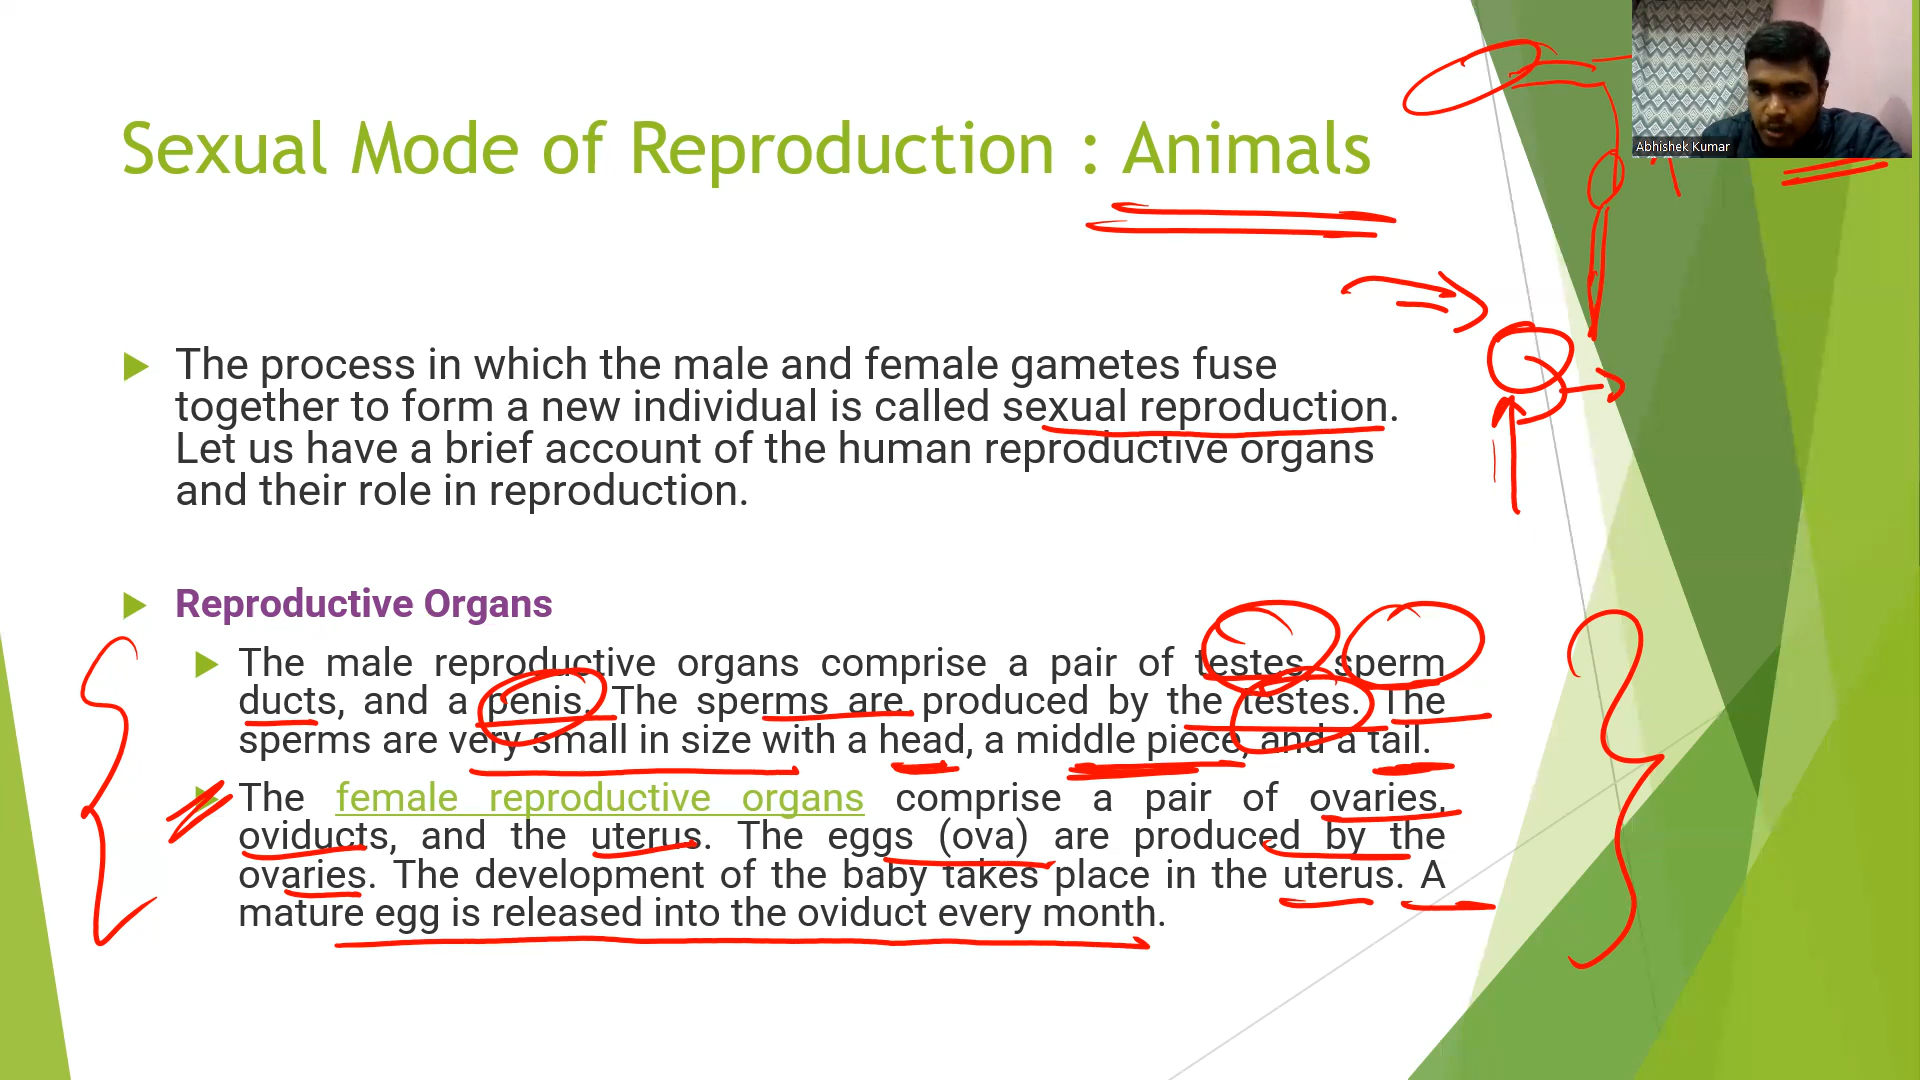 Sexual Mode of Reproduction : Animals
Abhishek Kumar
The process in which the male and female gametes fuse
together to form a new individual is called sexual reproduction.
Let us have a brief account of the human reproductive organs
and their role in reproduction.
Reproductive Organs
The male reproductive organs comprise a pair of testes, sperm
ducts, and a penis. The sperms are produced by the testes. The
sperms are very small in size with a head, a middle piece, and a tail.
The female reproductive organs comprise a pair of ovaries,
oviducts, and the uterus. The eggs (ova) are produced by the
ovaries. The development of the baby takes place in the uterus. A
mature egg is released into the oviduct every month.